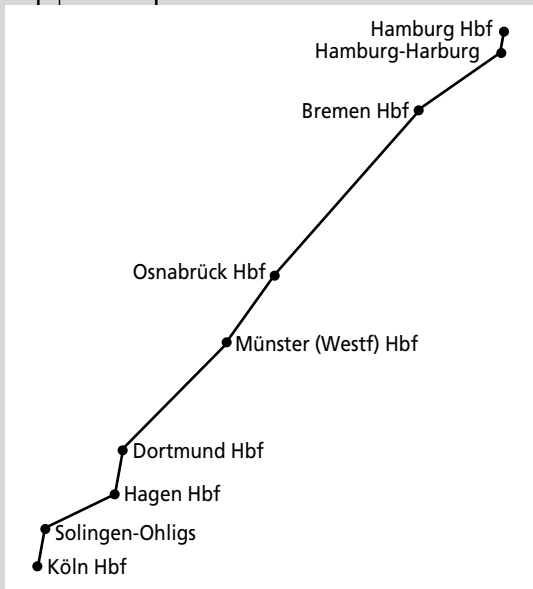 Hamburg Hbf
Hamburg-Harburg
Bremen Hbf
Osnabrück Hbf
Münster (Westf) Hbf
Dortmund Hbf
Hagen Hbf
Solingen-Ohligs
Köln Hbf